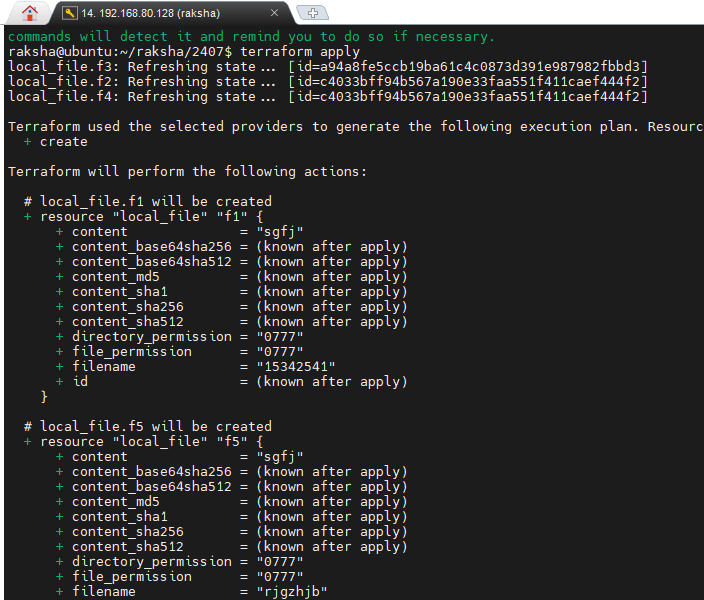 14. 192.168.80.128 (raksha)
commands will detect it and remind you to do so if necessary.
raksha@ubuntu:~/raksha/2407$ terraform apply
local_file.f3: Refreshing state... [id=a94a8fe5ccb19ba61c4c0873d391e987982fbbd3]
local_file.f2: Refreshing state... [id=c4033bff94b567a190e33faa551f411caef444f2]
local_file.f4: Refreshing state... [id=c4033bff94b567a190e33faa551f411caef444f2]
Terraform used the selected providers to generate the following execution plan. Resourc
+ create
Terraform will perform the following actions:
# local_file.f1 will be created
+ resource "local_file" "f1" {
+ content = "sgfj"
+ content_base64sha256 = (known after apply)
+ content_base64sha512 = (known after apply)
+ content_md5 = (known after apply)
+ content_sha1 = (known after apply)
+ content_sha256 = (known after apply)
+ content_sha512 = (known after apply)
+ directory_permission = "0777"
+ file_permission = "0777"
+ filename = "15342541"
+ id = (known after apply)
}
# local_file.f5 will be created
+ resource "local_file" "f5" {
+ content = "sgfj"
+ content_base64sha256 = (known after apply)
+ content_base64sha512 = (known after apply)
+ content_md5 = (known after apply)
+ content_sha1 = (known after apply)
+ content_sha256 = (known after apply)
+ content_sha512 = (known after apply)
+ directory_permission = "0777"
+ file_permission = "0777"
+ filename = "rjgzhjb"